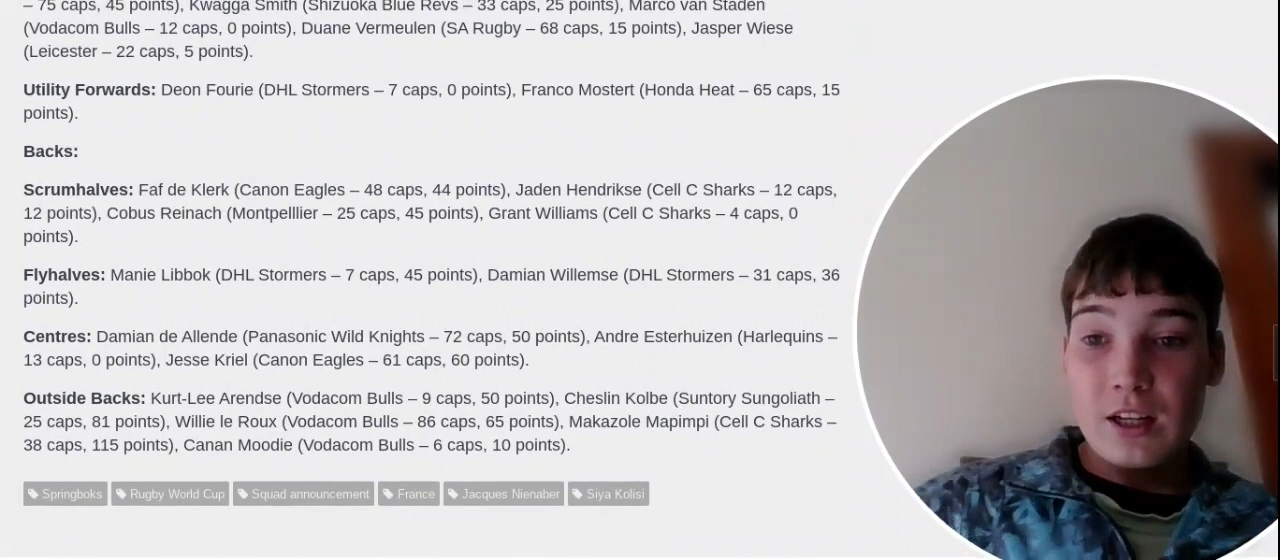 – 75 caps, 45 points), Kwagga Smith (Shizuoka Blue Revs – 33 caps, 25 points), Marco van Staden
(Vodacom Bulls – 12 caps, 0 points), Duane Vermeulen (SA Rugby – 68 caps, 15 points), Jasper Wiese
(Leicester – 22 caps, 5 points).
Utility Forwards: Deon Fourie (DHL Stormers – 7 caps, 0 points), Franco Mostert (Honda Heat – 65 caps, 15
points).
Backs:
Scrumhalves: Faf de Klerk (Canon Eagles – 48 caps, 44 points), Jaden Hendrikse (Cell C Sharks – 12 caps,
12 points), Cobus Reinach (Montpelllier – 25 caps, 45 points), Grant Williams (Cell C Sharks – 4 caps, 0
points).
Flyhalves: Manie Libbok (DHL Stormers – 7 caps, 45 points), Damian Willemse (DHL Stormers – 31 caps, 36
points).
Centres: Damian de Allende (Panasonic Wild Knights – 72 caps, 50 points), Andre Esterhuizen (Harlequins –
13 caps, 0 points), Jesse Kriel (Canon Eagles – 61 caps, 60 points).
Outside Backs: Kurt-Lee Arendse (Vodacom Bulls – 9 caps, 50 points), Cheslin Kolbe (Suntory Sungoliath –
25 caps, 81 points), Willie le Roux (Vodacom Bulls – 86 caps, 65 points), Makazole Mapimpi (Cell C Sharks –
38 caps, 115 points), Canan Moodie (Vodacom Bulls – 6 caps, 10 points).
Springboks Rugby World Cup Squad announcement France Jacques Nienaber Siya Kolisi